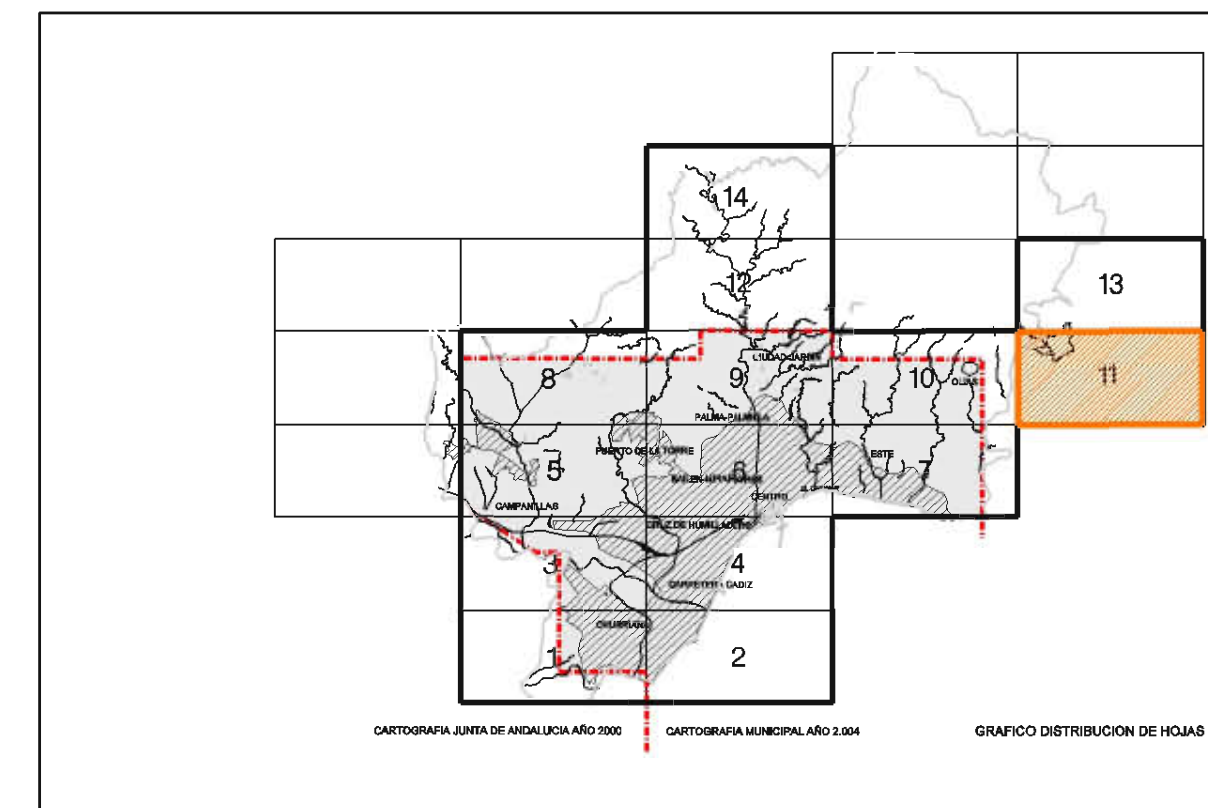 14
12
13
CIUDAD JARDIN
8
9
10
OLIAS
11
PALMA-PALMILLA
PUERTO DE LA TORRE
ESTE
5
6
7
BAILEN-MIRAFLORES
CENTRO
CAMPANILLAS
CRUZ DE HUMILLADERO
3
4
CHURRIANA
1
2
CARTOGRAFIA JUNTA DE ANDALUCIA AÑO 2000
CARTOGRAFIA MUNICIPAL AÑO 2.004
GRAFICO DISTRIBUCION DE HOJAS